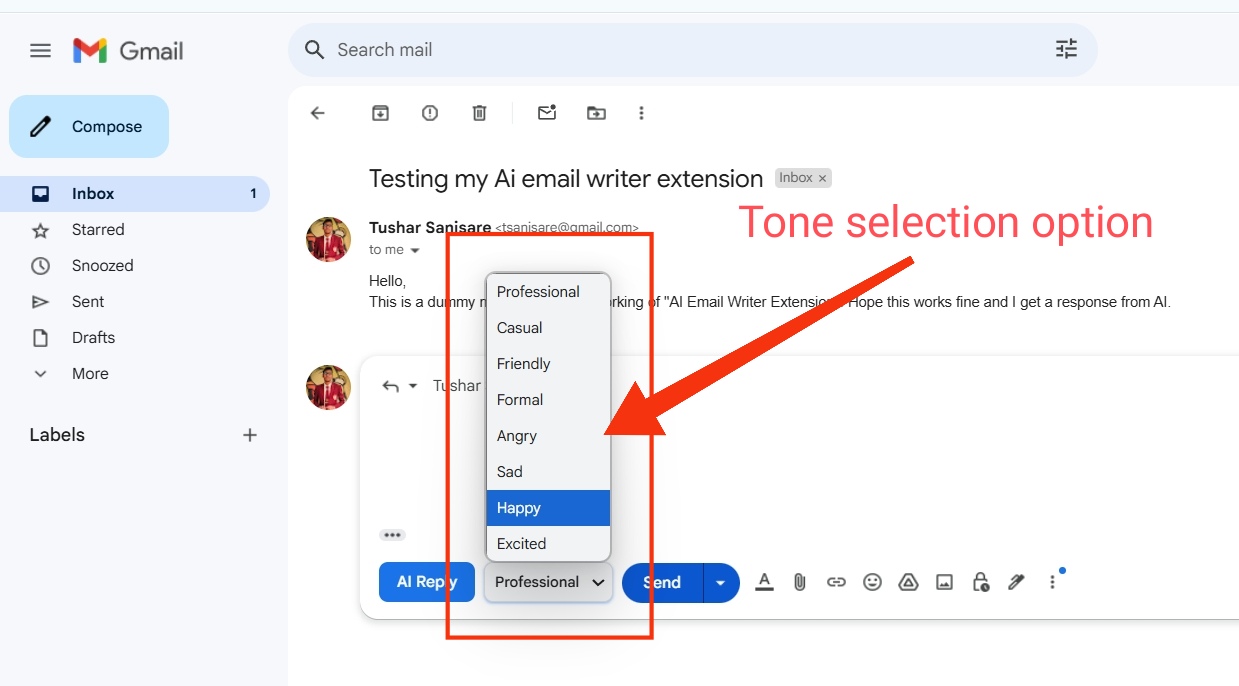 Gmail
Search mail
Compose
Inbox 1
Starred
Snoozed
Sent
Drafts
More
Labels
Testing my Ai email writer extension Inbox ×
Tone selection option
Tushar Sanisare <tsanisare@gmail.com>
to me
Hello,
This is a dummy m rking of "AI Email Writer Extension Hope this works fine and I get a response from AI.
Tushar
Professional
Casual
Friendly
Formal
Angry
Sad
Happy
Excited
AI Reply Professional Send